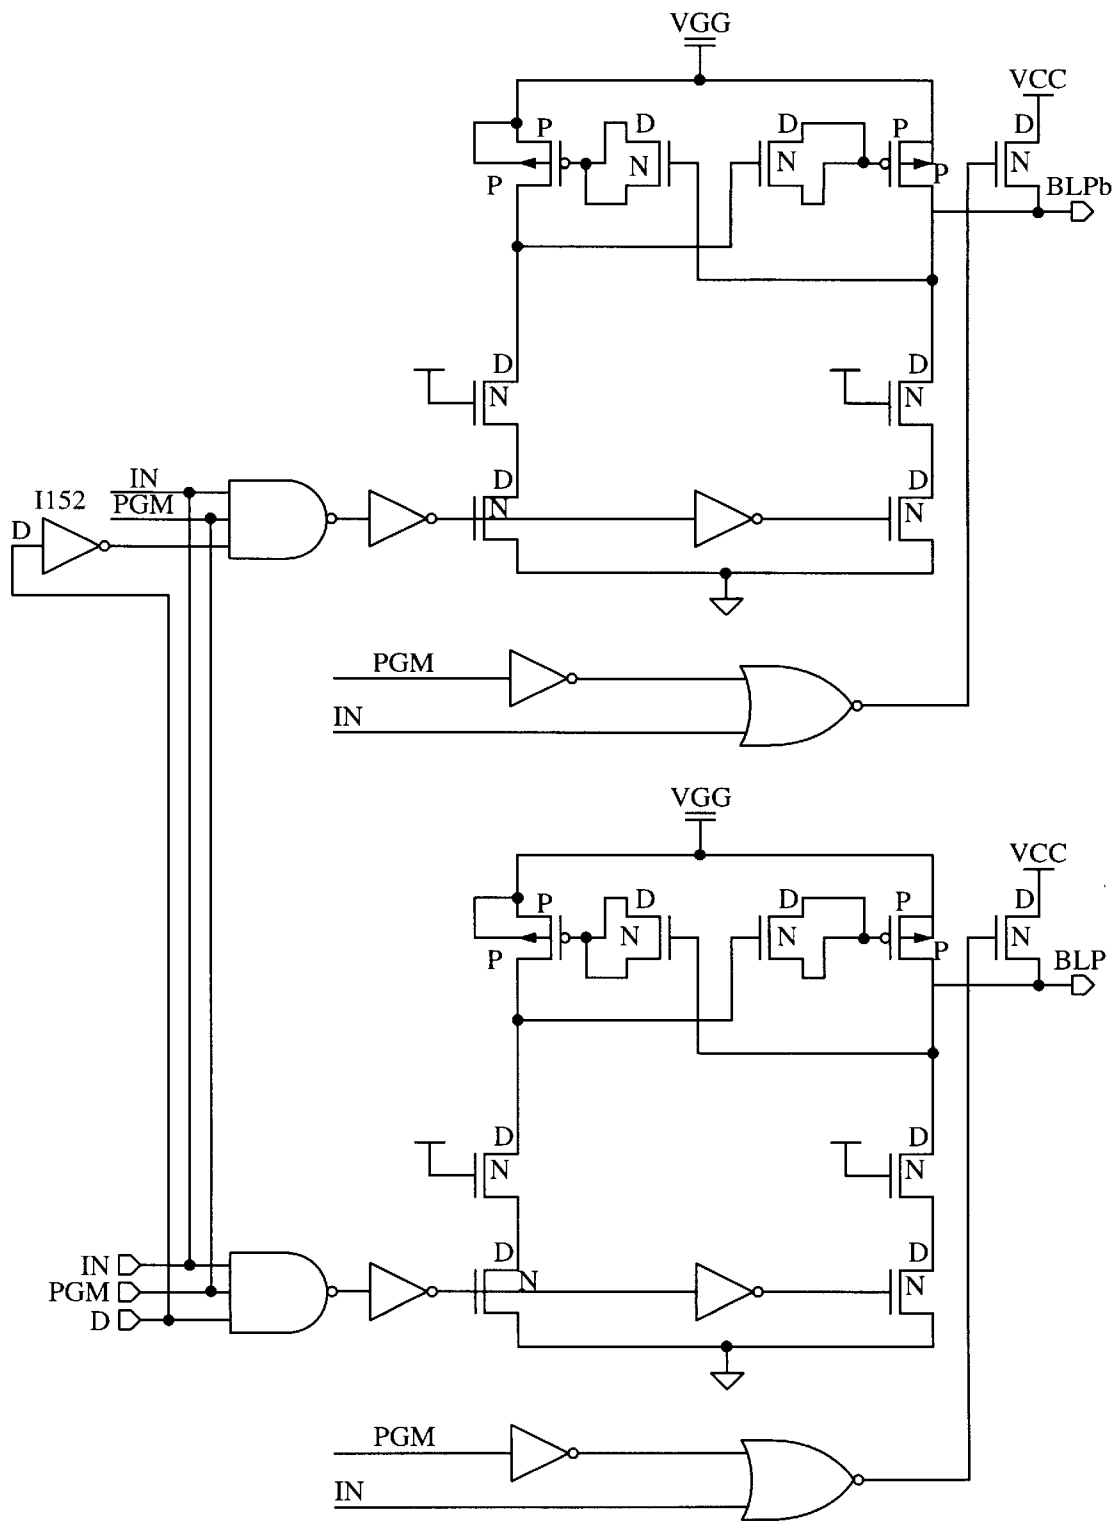 VGG
VCC
P D D P D
N N N
P P
BLPb
D D
N N
IN D D
I152 PGM N N
D
PGM
IN
VGG
VCC
P D D P D
N N N
P P
BLP
D D
N N
D D
IN N N
PGM
D
PGM
IN